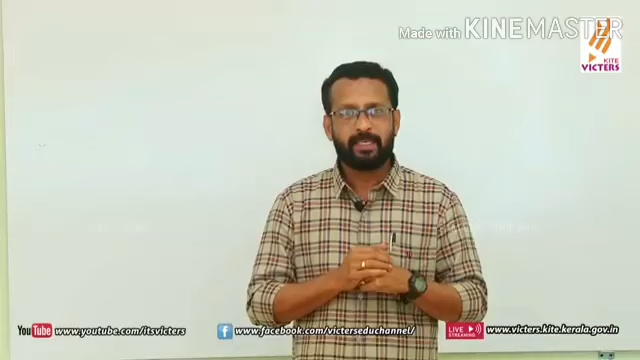 Made with KINEMASTER
KITE
VICTERS
YouTube www.youtube.com/itsvicters
f www.facebook.com/victerseduchannel/
LIVE STREAMING www.victers.kite.kerala.gov.in